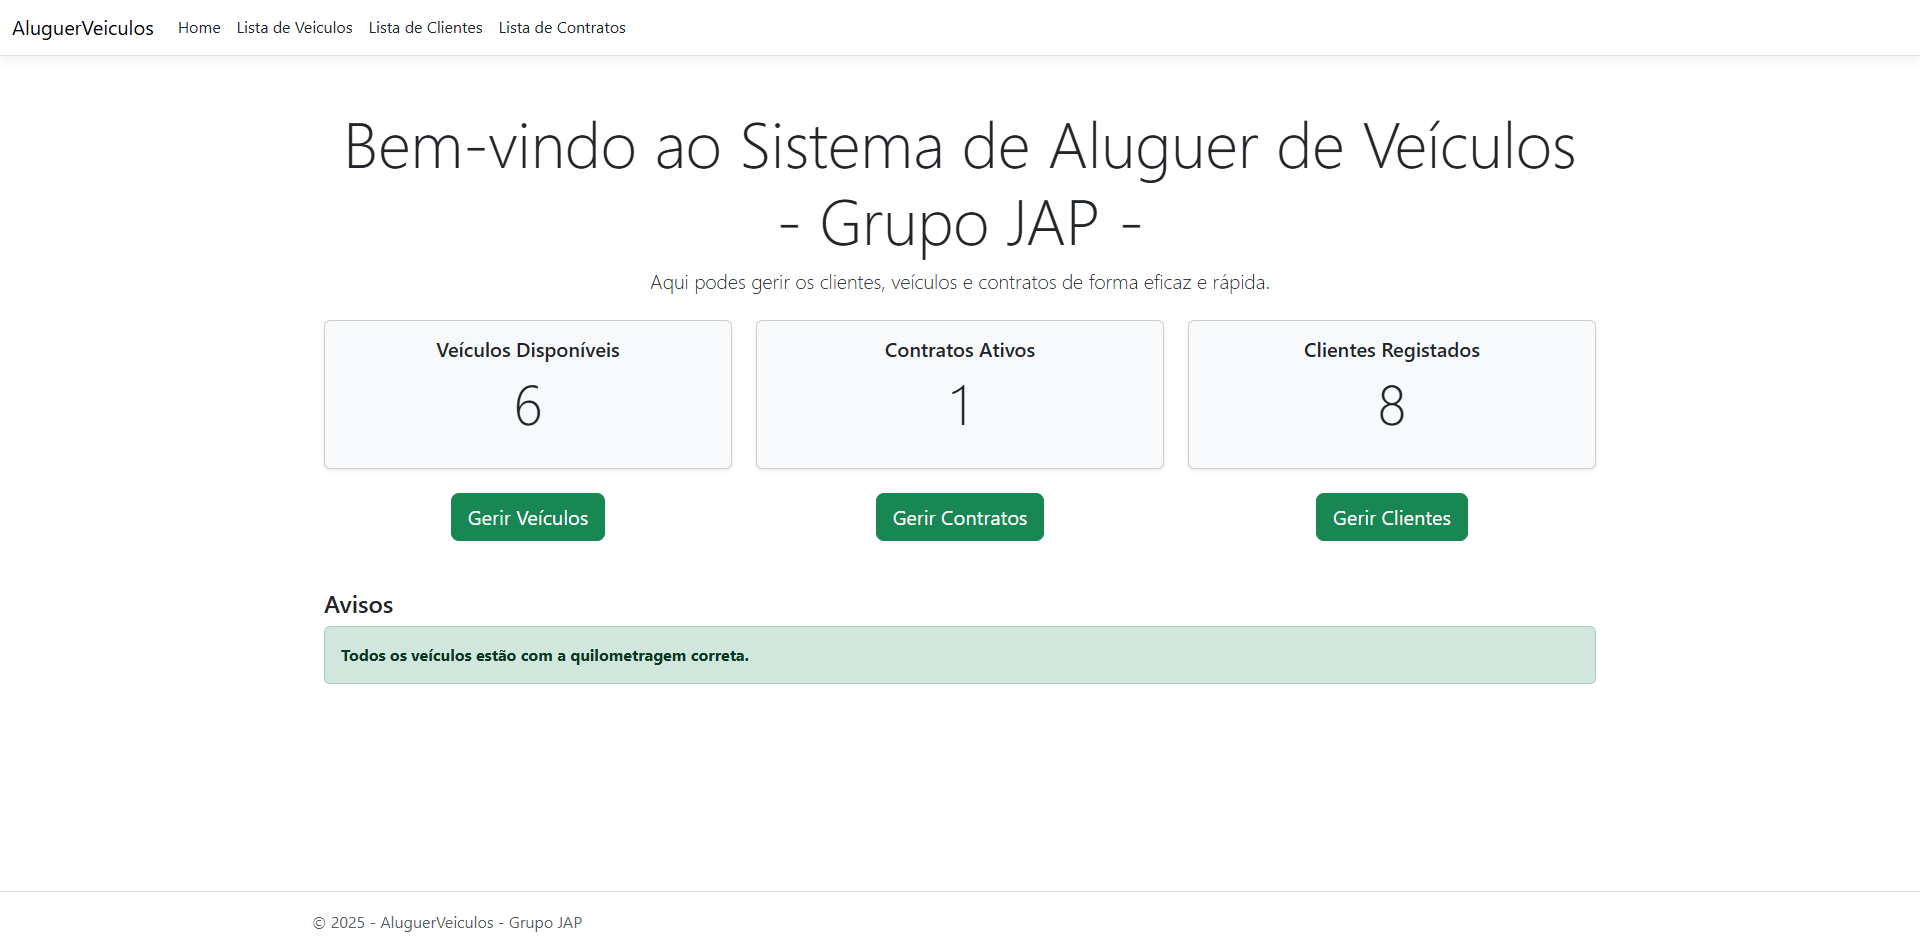 AluguerVeiculos Home Lista de Veiculos Lista de Clientes Lista de Contratos
Bem-vindo ao Sistema de Aluguer de Veículos
- Grupo JAP -
Aqui podes gerir os clientes, veículos e contratos de forma eficaz e rápida.
Veículos Disponíveis
6
Contratos Ativos
1
Clientes Registados
8
Gerir Veículos
Gerir Contratos
Gerir Clientes
Avisos
Todos os veículos estão com a quilometragem correta.
© 2025 - AluguerVeiculos - Grupo JAP